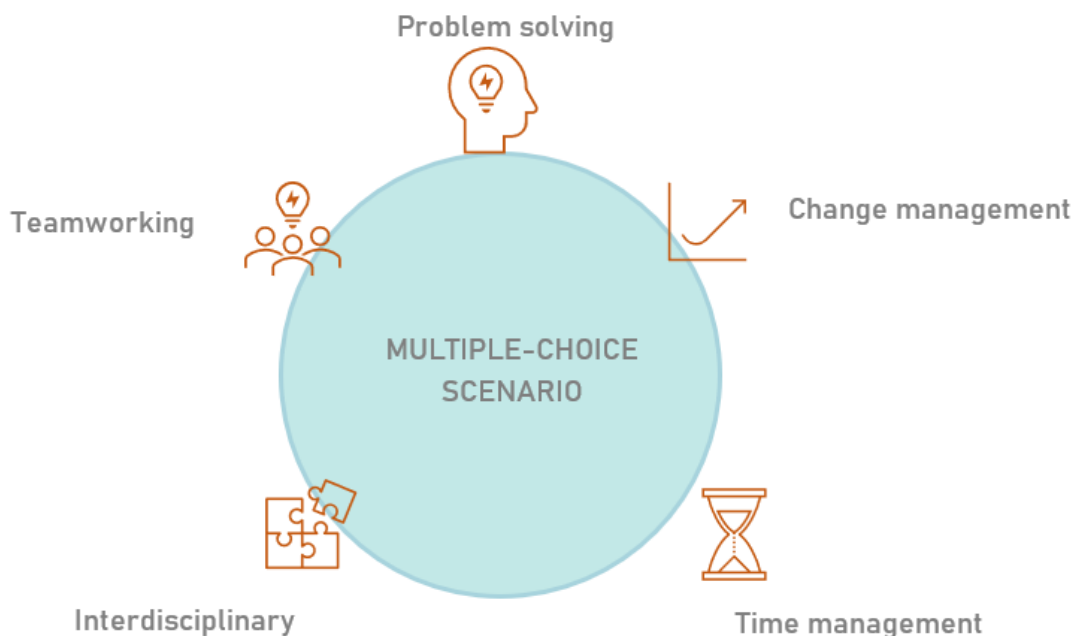 Problem solving
Teamworking
Change management
MULTIPLE-CHOICE
SCENARIO
Interdisciplinary
Time management